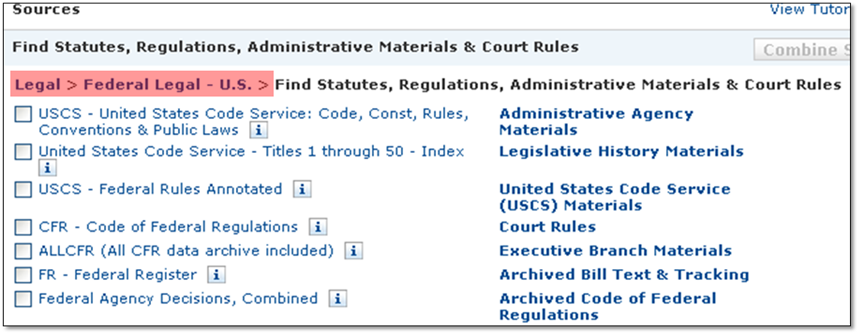 Sources
View Tutor
Find Statutes, Regulations, Administrative Materials & Court Rules
Combine S
Legal > Federal Legal - U.S. > Find Statutes, Regulations, Administrative Materials & Court Rules
USCS - United States Code Service: Code, Const, Rules,
Conventions & Public Laws i
United States Code Service - Titles 1 through 50 - Index
i
USCS - Federal Rules Annotated i
CFR - Code of Federal Regulations i
ALLCFR (All CFR data archive included) i
FR - Federal Register i
Federal Agency Decisions, Combined i
Administrative Agency
Materials
Legislative History Materials
United States Code Service
(USCS) Materials
Court Rules
Executive Branch Materials
Archived Bill Text & Tracking
Archived Code of Federal
Regulations